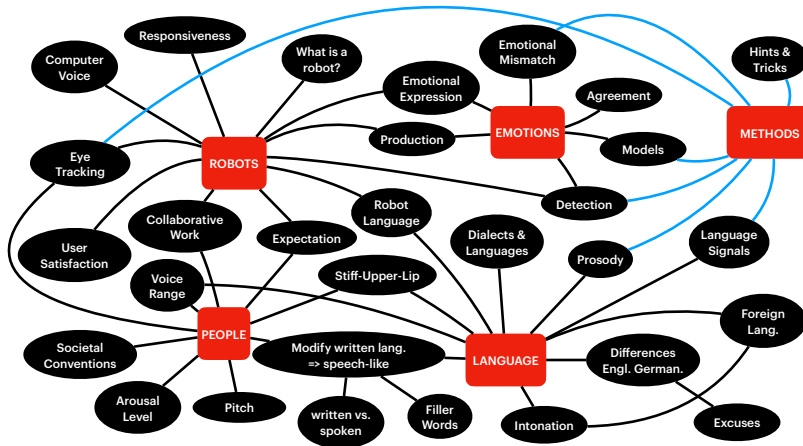 Responsiveness
Emotional
Mismatch
Computer
Voice
What is a
robot?
Hints &
Tricks
Emotional
Expression
Agreement
Production
EMOTIONS
METHODS
Eye
Tracking
ROBOTS
Models
Robot
Language
Detection
Collaborative
Work
User
Satisfaction
Expectation
Dialects &
Languages
Prosody
Language
Signals
Voice
Range
Stiff-Upper-Lip
PEOPLE
Foreign
Lang.
Societal
Conventions
Modify written lang.
=> speech-like
LANGUAGE
Differences
Engl. German.
Arousal
Level
Pitch
written vs.
spoken
Filler
Words
Intonation
Excuses